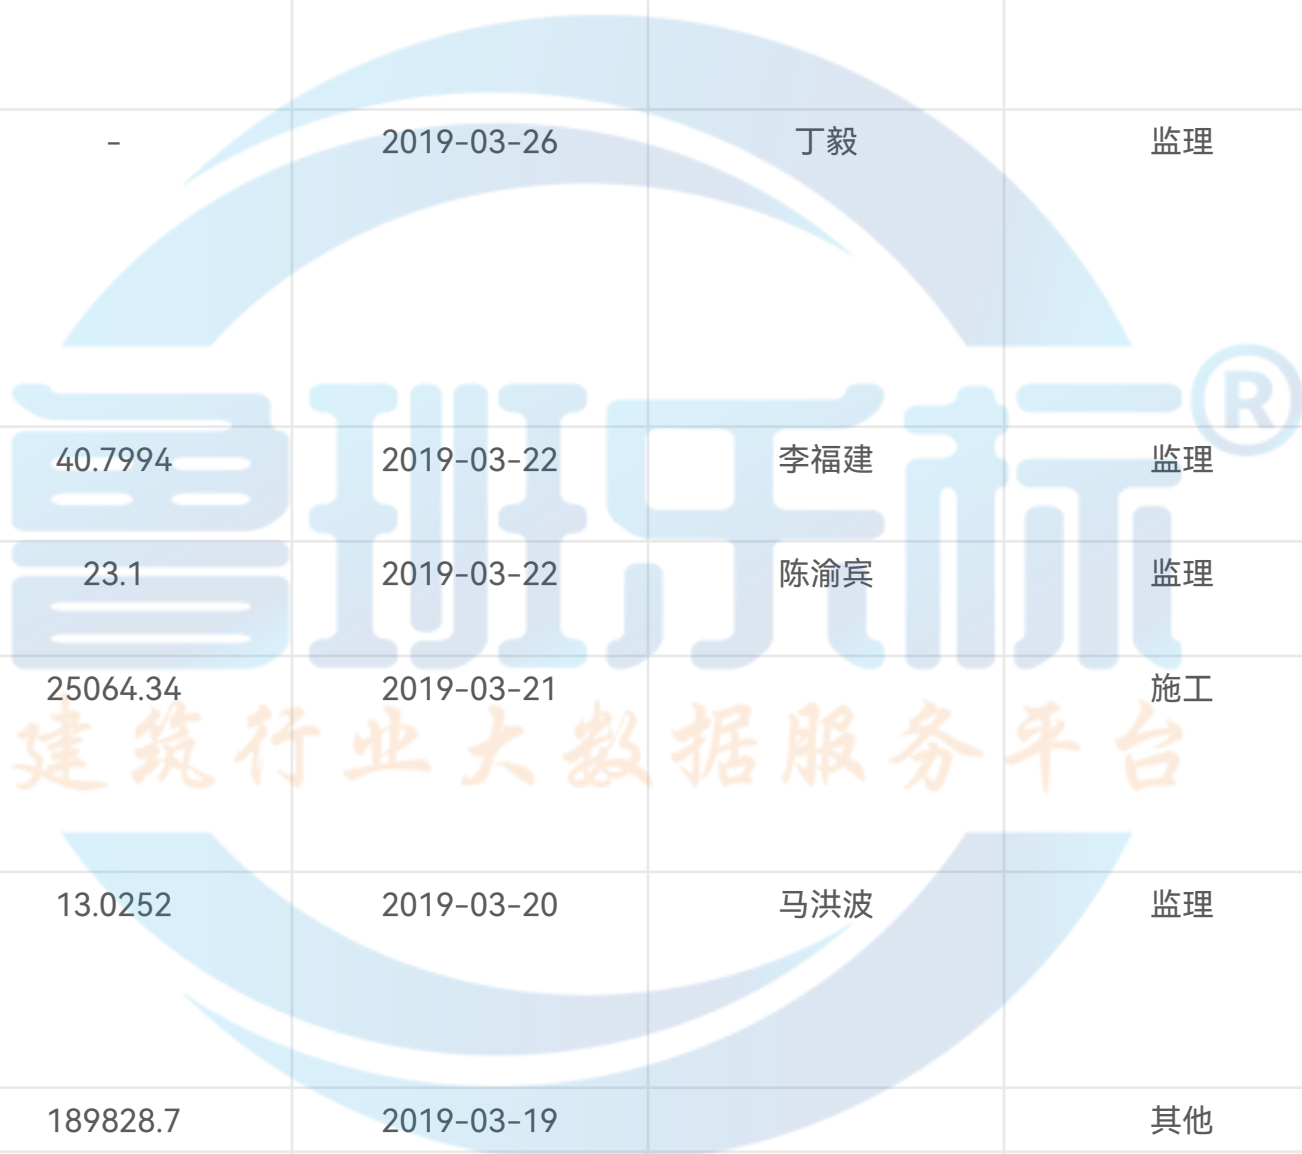 - 2019-03-26 丁毅 监理
40.7994 2019-03-22 李福建 监理
23.1 2019-03-22 陈渝宾 监理
25064.34 2019-03-21 施工
13.0252 2019-03-20 马洪波 监理
189828.7 2019-03-19 其他
鲁班乐标®
建筑行业大数据服务平台